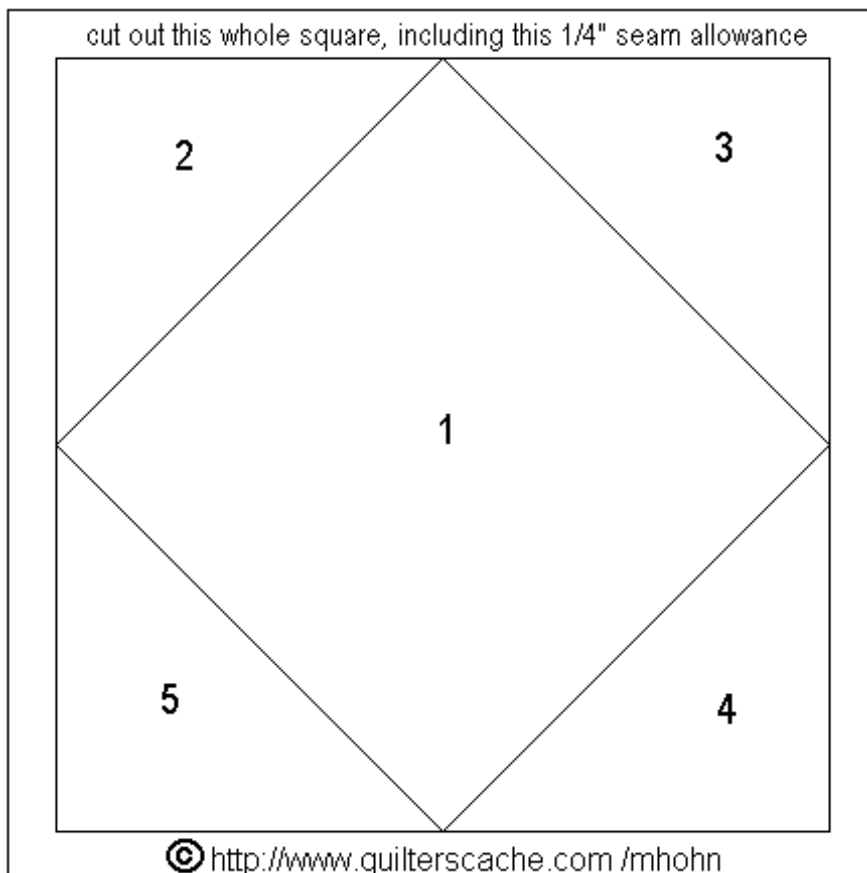 cut out this whole square, including this 1/4" seam allowance
2
3
1
5
4
© http://www.quilterscache.com /mhohn